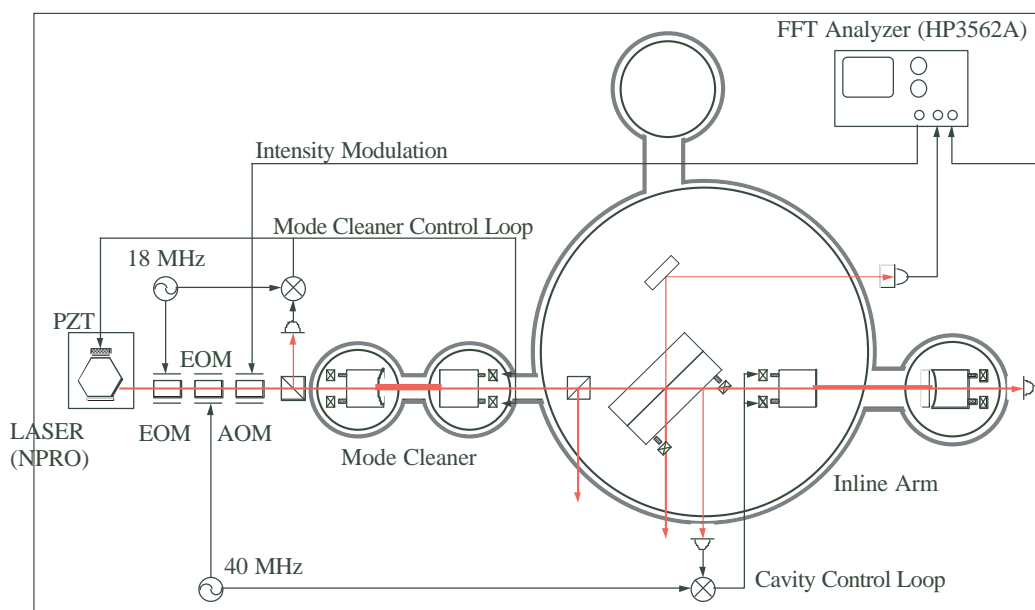 FFT Analyzer (HP3562A)
Intensity Modulation
Mode Cleaner Control Loop
18 MHz
PZT
EOM
EOM
AOM
LASER
(NPRO)
Mode Cleaner
Inline Arm
40 MHz
Cavity Control Loop